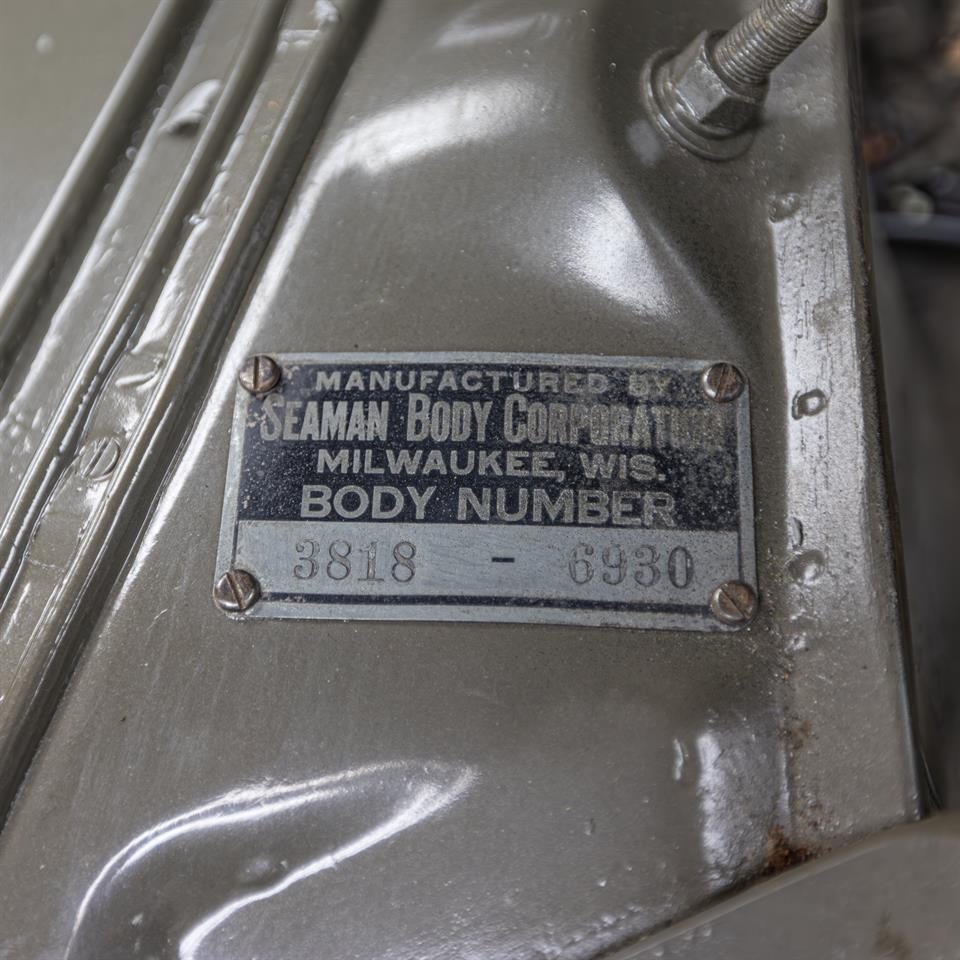 MANUFACTURED BY
SEAMAN BODY CORPORATION
MILWAUKEE, WIS.
BODY NUMBER
3818 - 6930